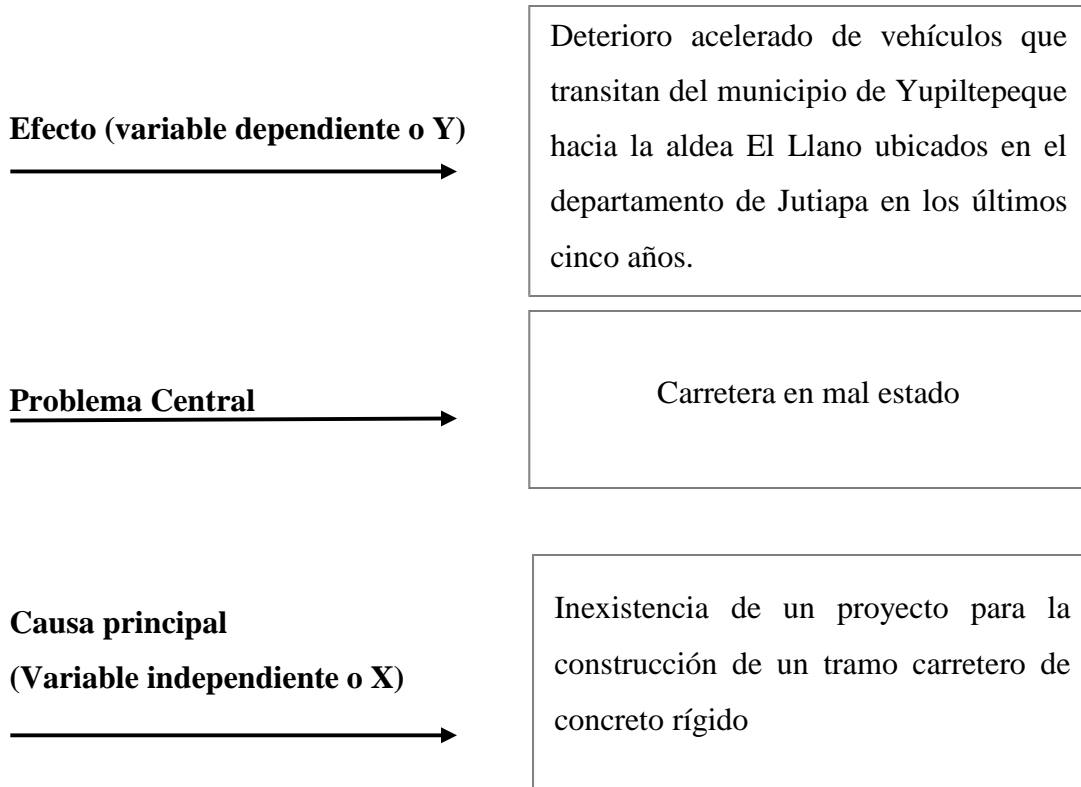 Efecto (variable dependiente o Y)
Deterioro acelerado de vehículos que
transitan del municipio de Yupiltepeque
hacia la aldea El Llano ubicados en el
departamento de Jutiapa en los últimos
cinco años.
Problema Central
Carretera en mal estado
Causa principal
(Variable independiente o X)
Inexistencia de un proyecto para la
construcción de un tramo carretero de
concreto rígido